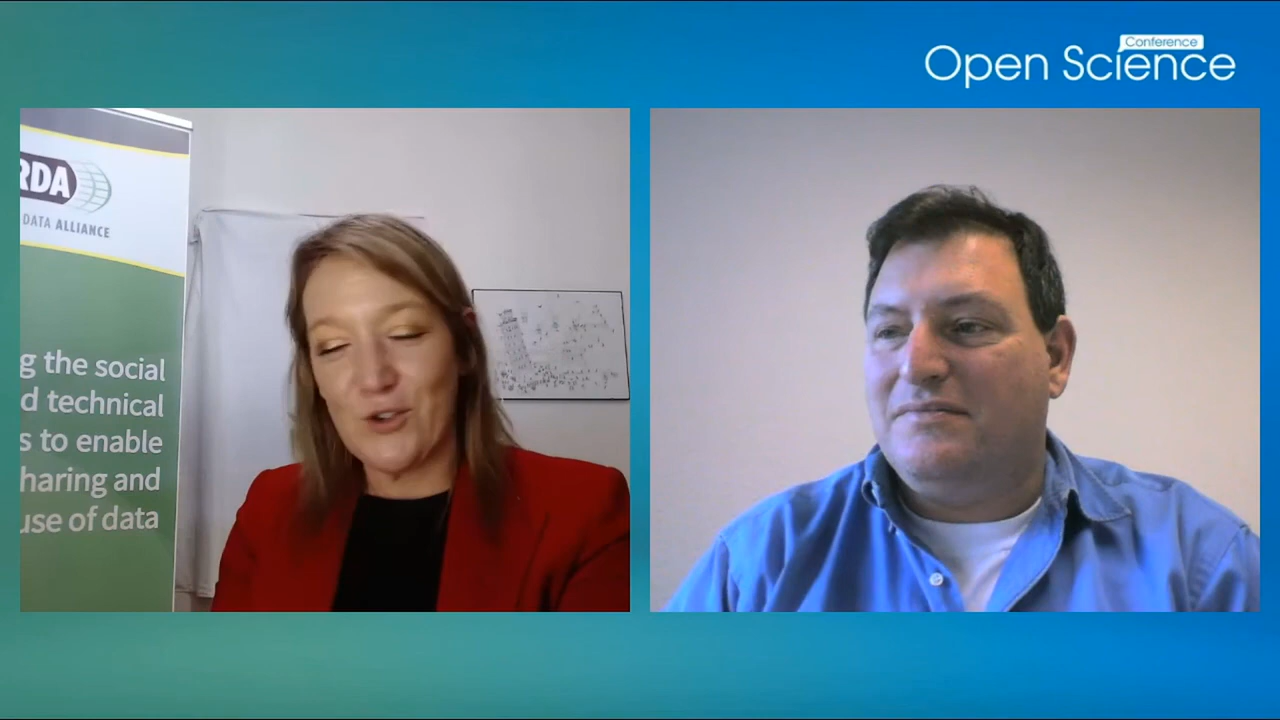 Conference
Open Science
RDA
DATA ALLIANCE
g the social
d technical
s to enable
haring and
use of data